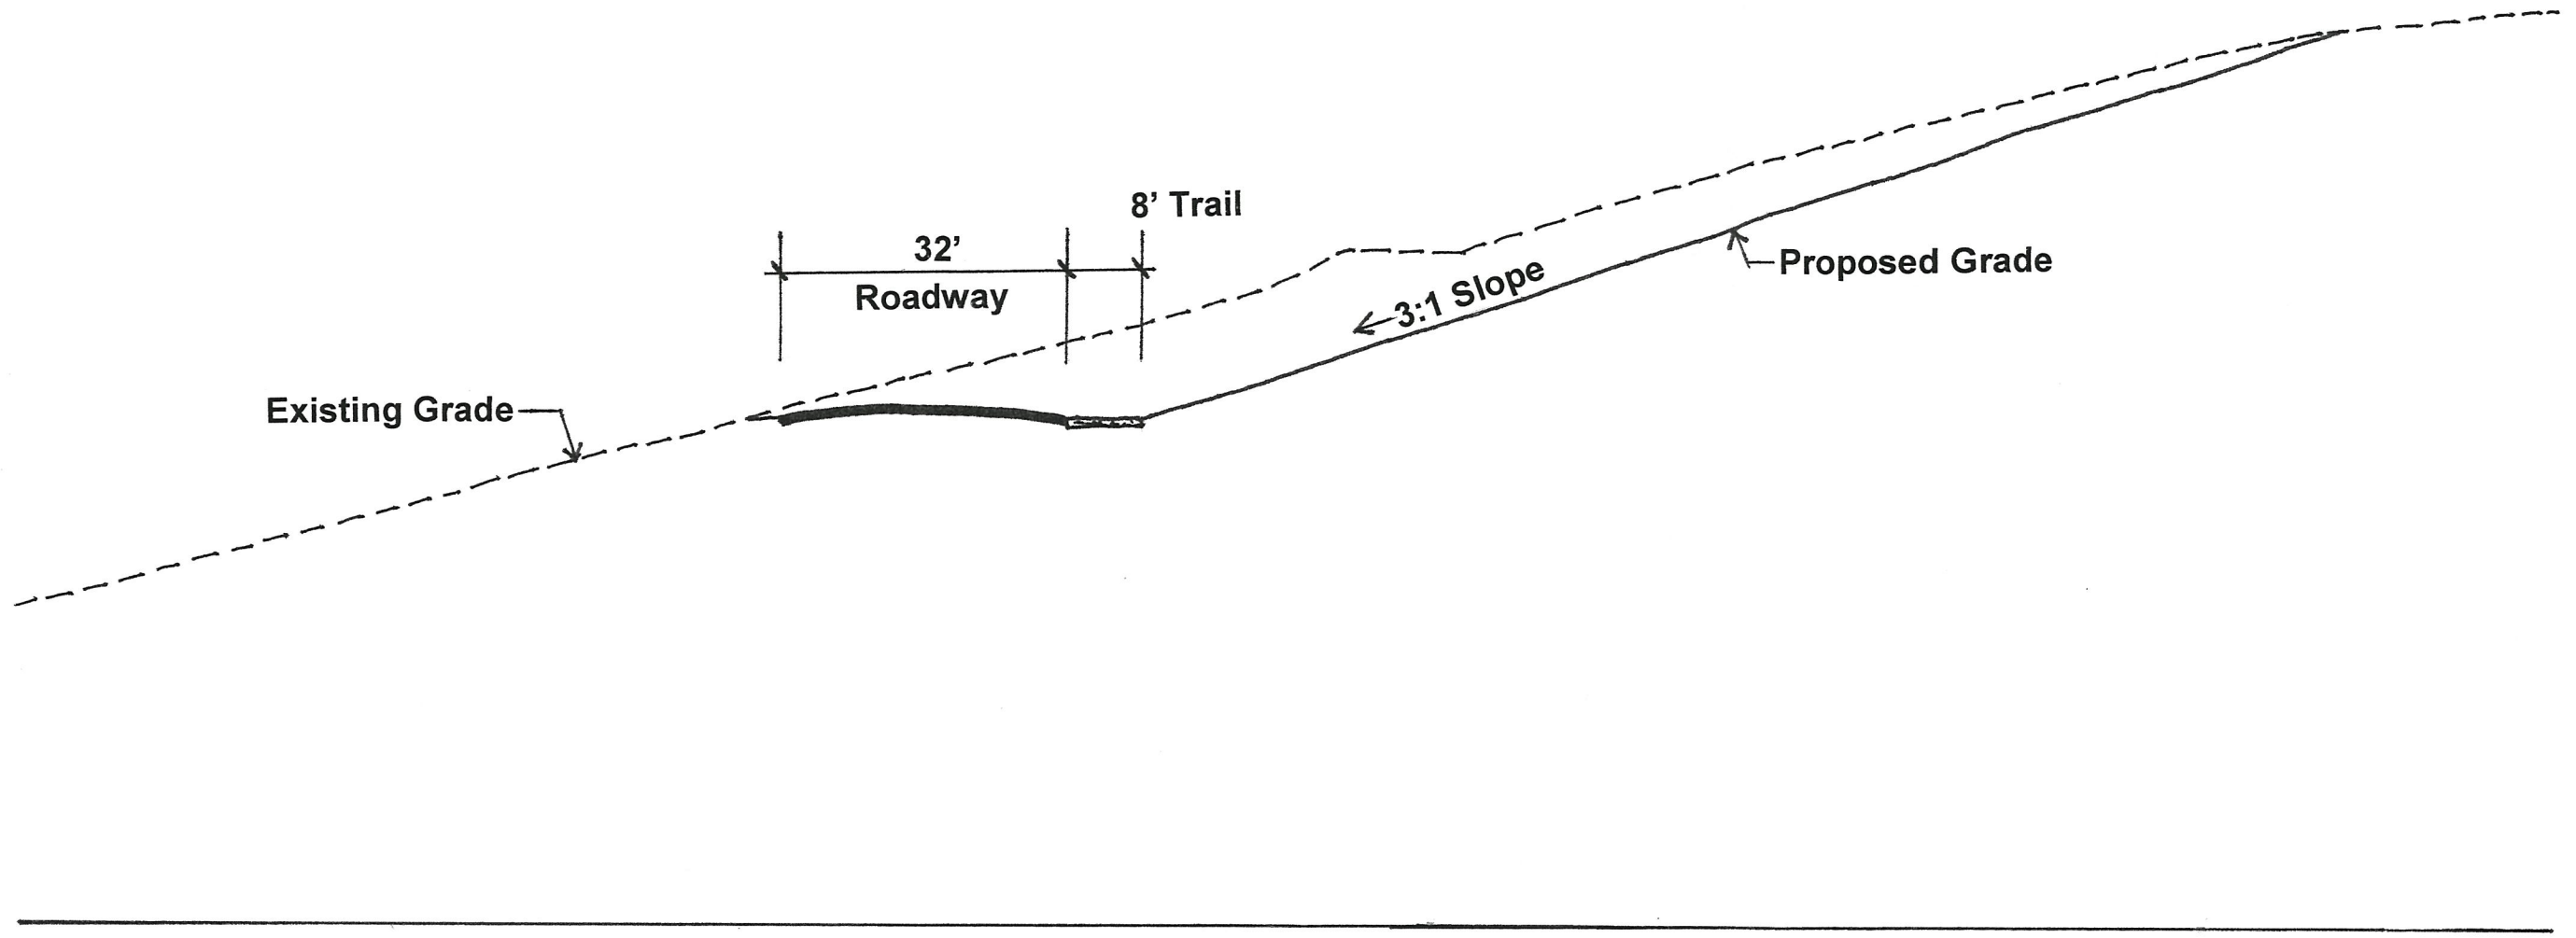 8’ Trail
32’
Roadway
3:1 Slope
Proposed Grade
Existing Grade